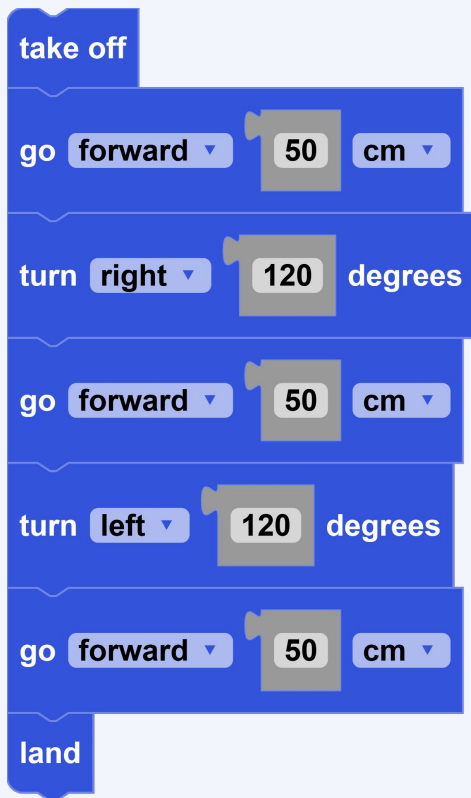 take off
go forward 50 cm
turn right 120 degrees
go forward 50 cm
turn left 120 degrees
go forward 50 cm
land